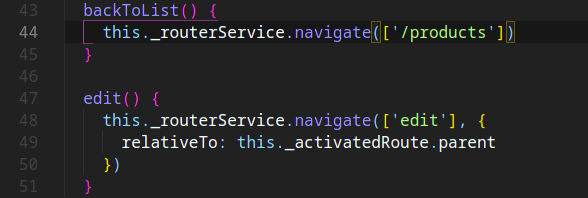 43 backToList() {
44 this._routerService.navigate(['/products'])
45 }
46
47 edit() {
48 this._routerService.navigate(['edit'], {
49 relativeTo: this._activatedRoute.parent
50 })
51 }